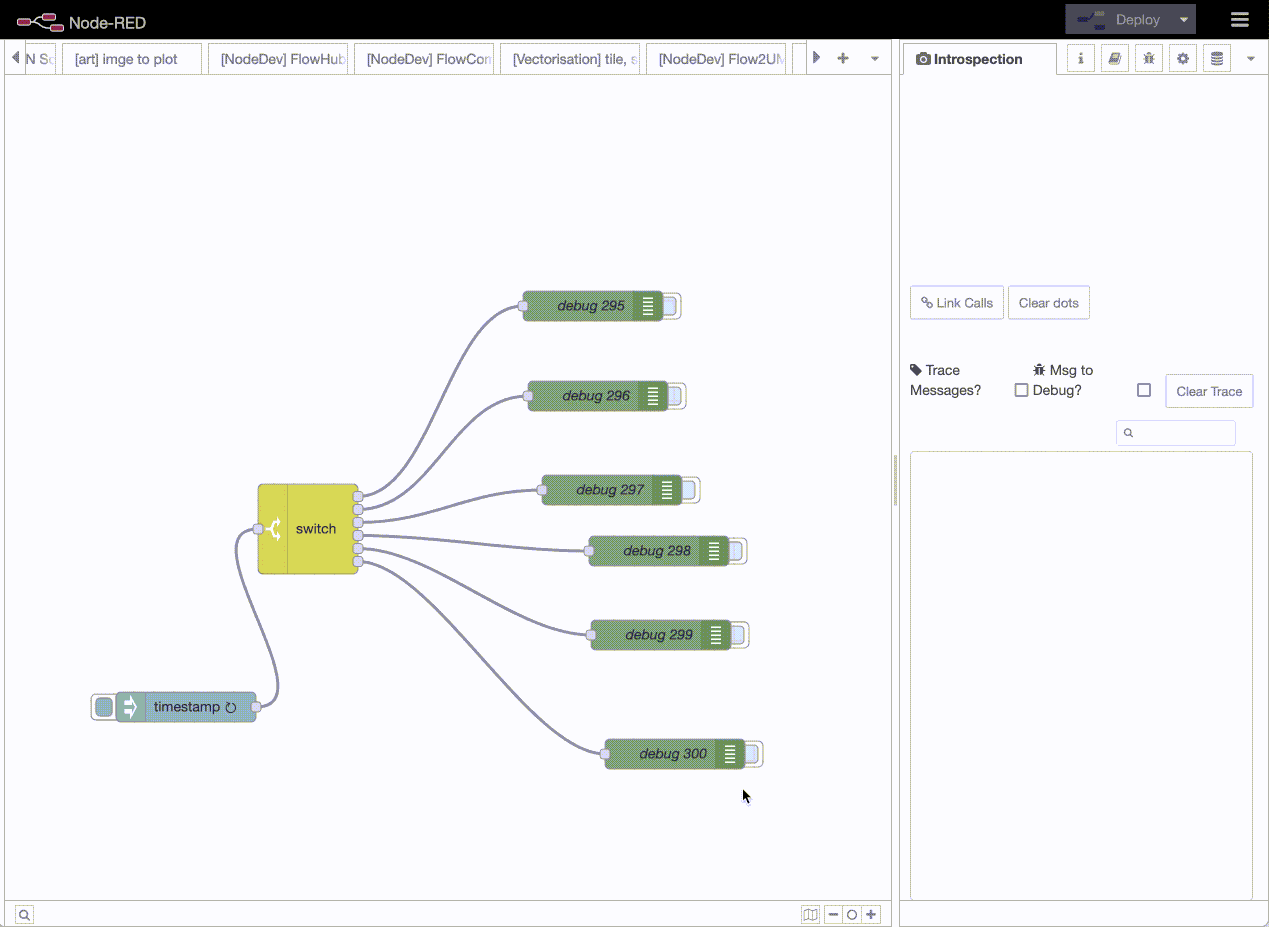 Node-RED
Deploy
[art] imge to plot
[NodeDev] FlowHub
[NodeDev] FlowCon
[Vectorisation] tile, s
[NodeDev] Flow2UM
Introspection
Link Calls
Clear dots
Trace
Messages?
Msg to
Debug?
Clear Trace
debug 295
debug 296
debug 297
switch
debug 298
debug 299
timestamp ↻
debug 300